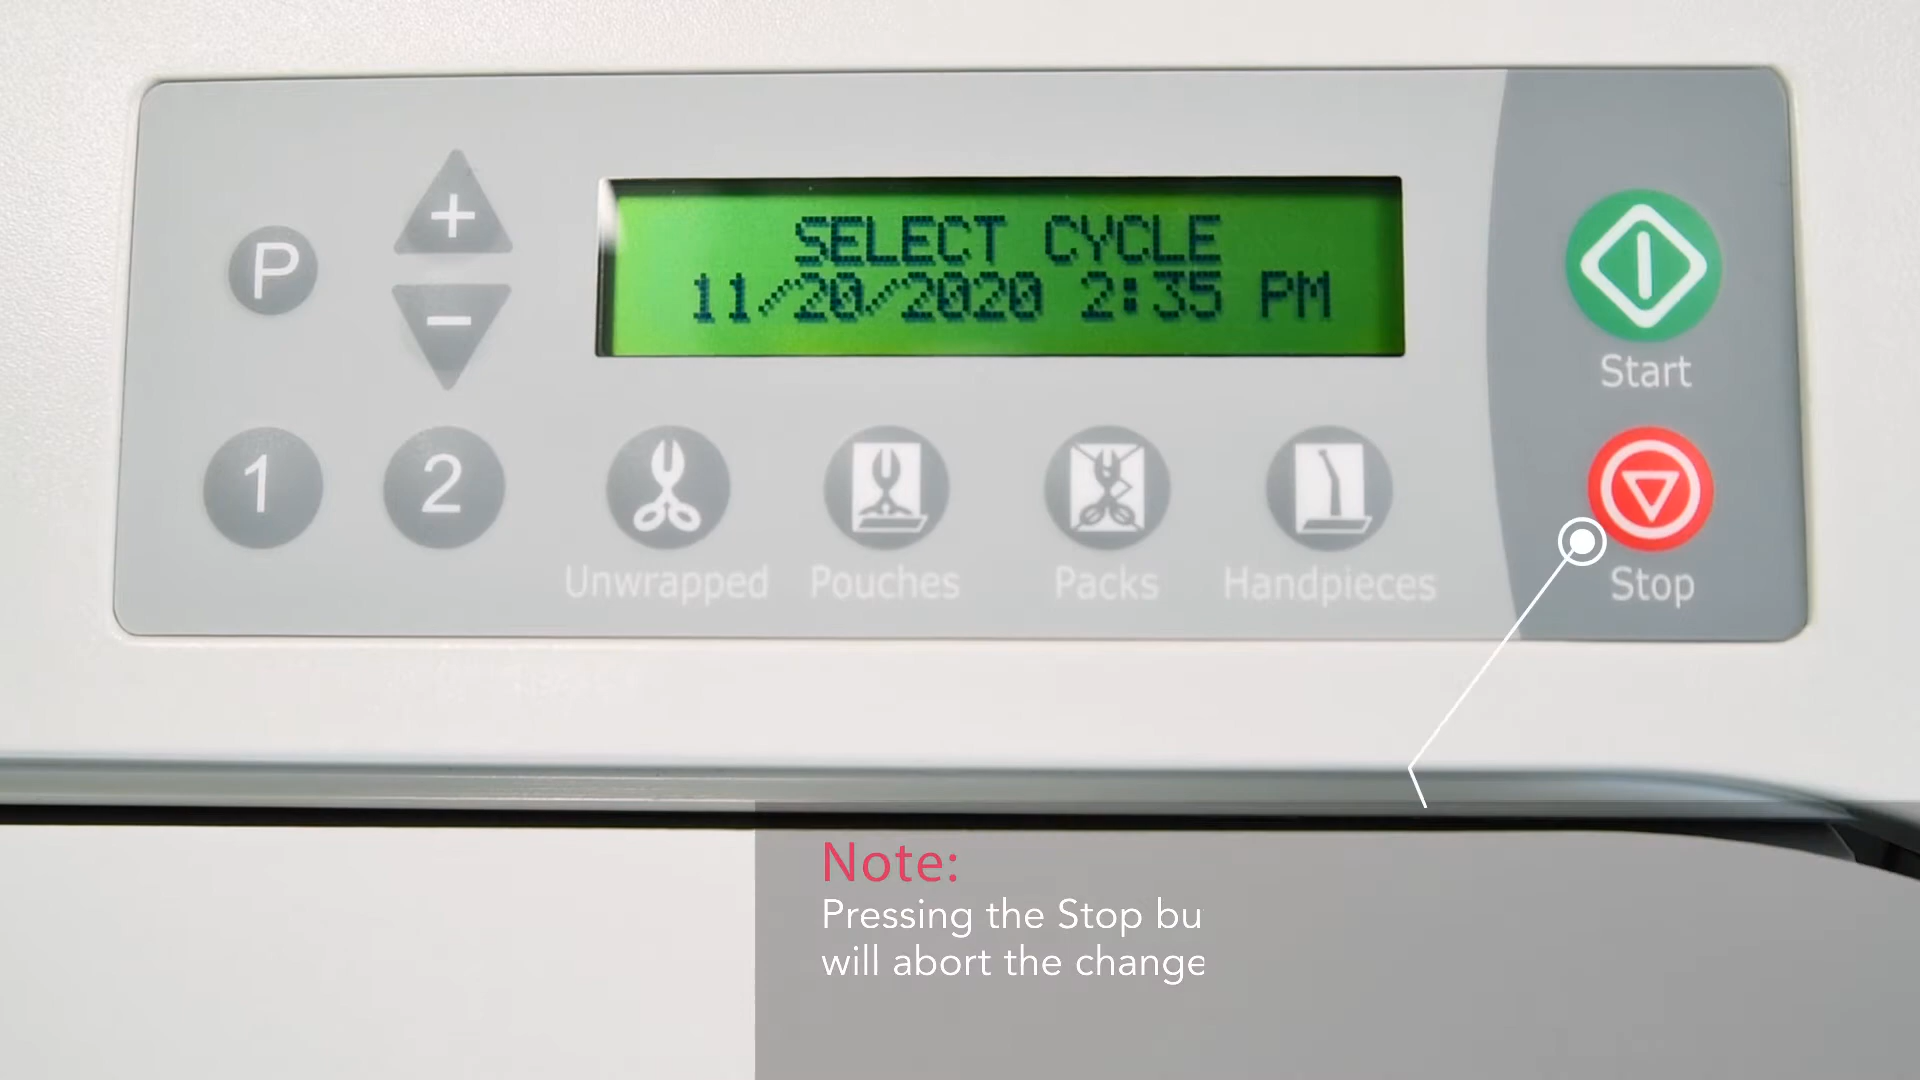 SELECT CYCLE
11/20/2020 2:35 PM
P
+
-
Start
1
2
Unwrapped
Pouches
Packs
Handpieces
Stop
Note:
Pressing the Stop bu
will abort the change